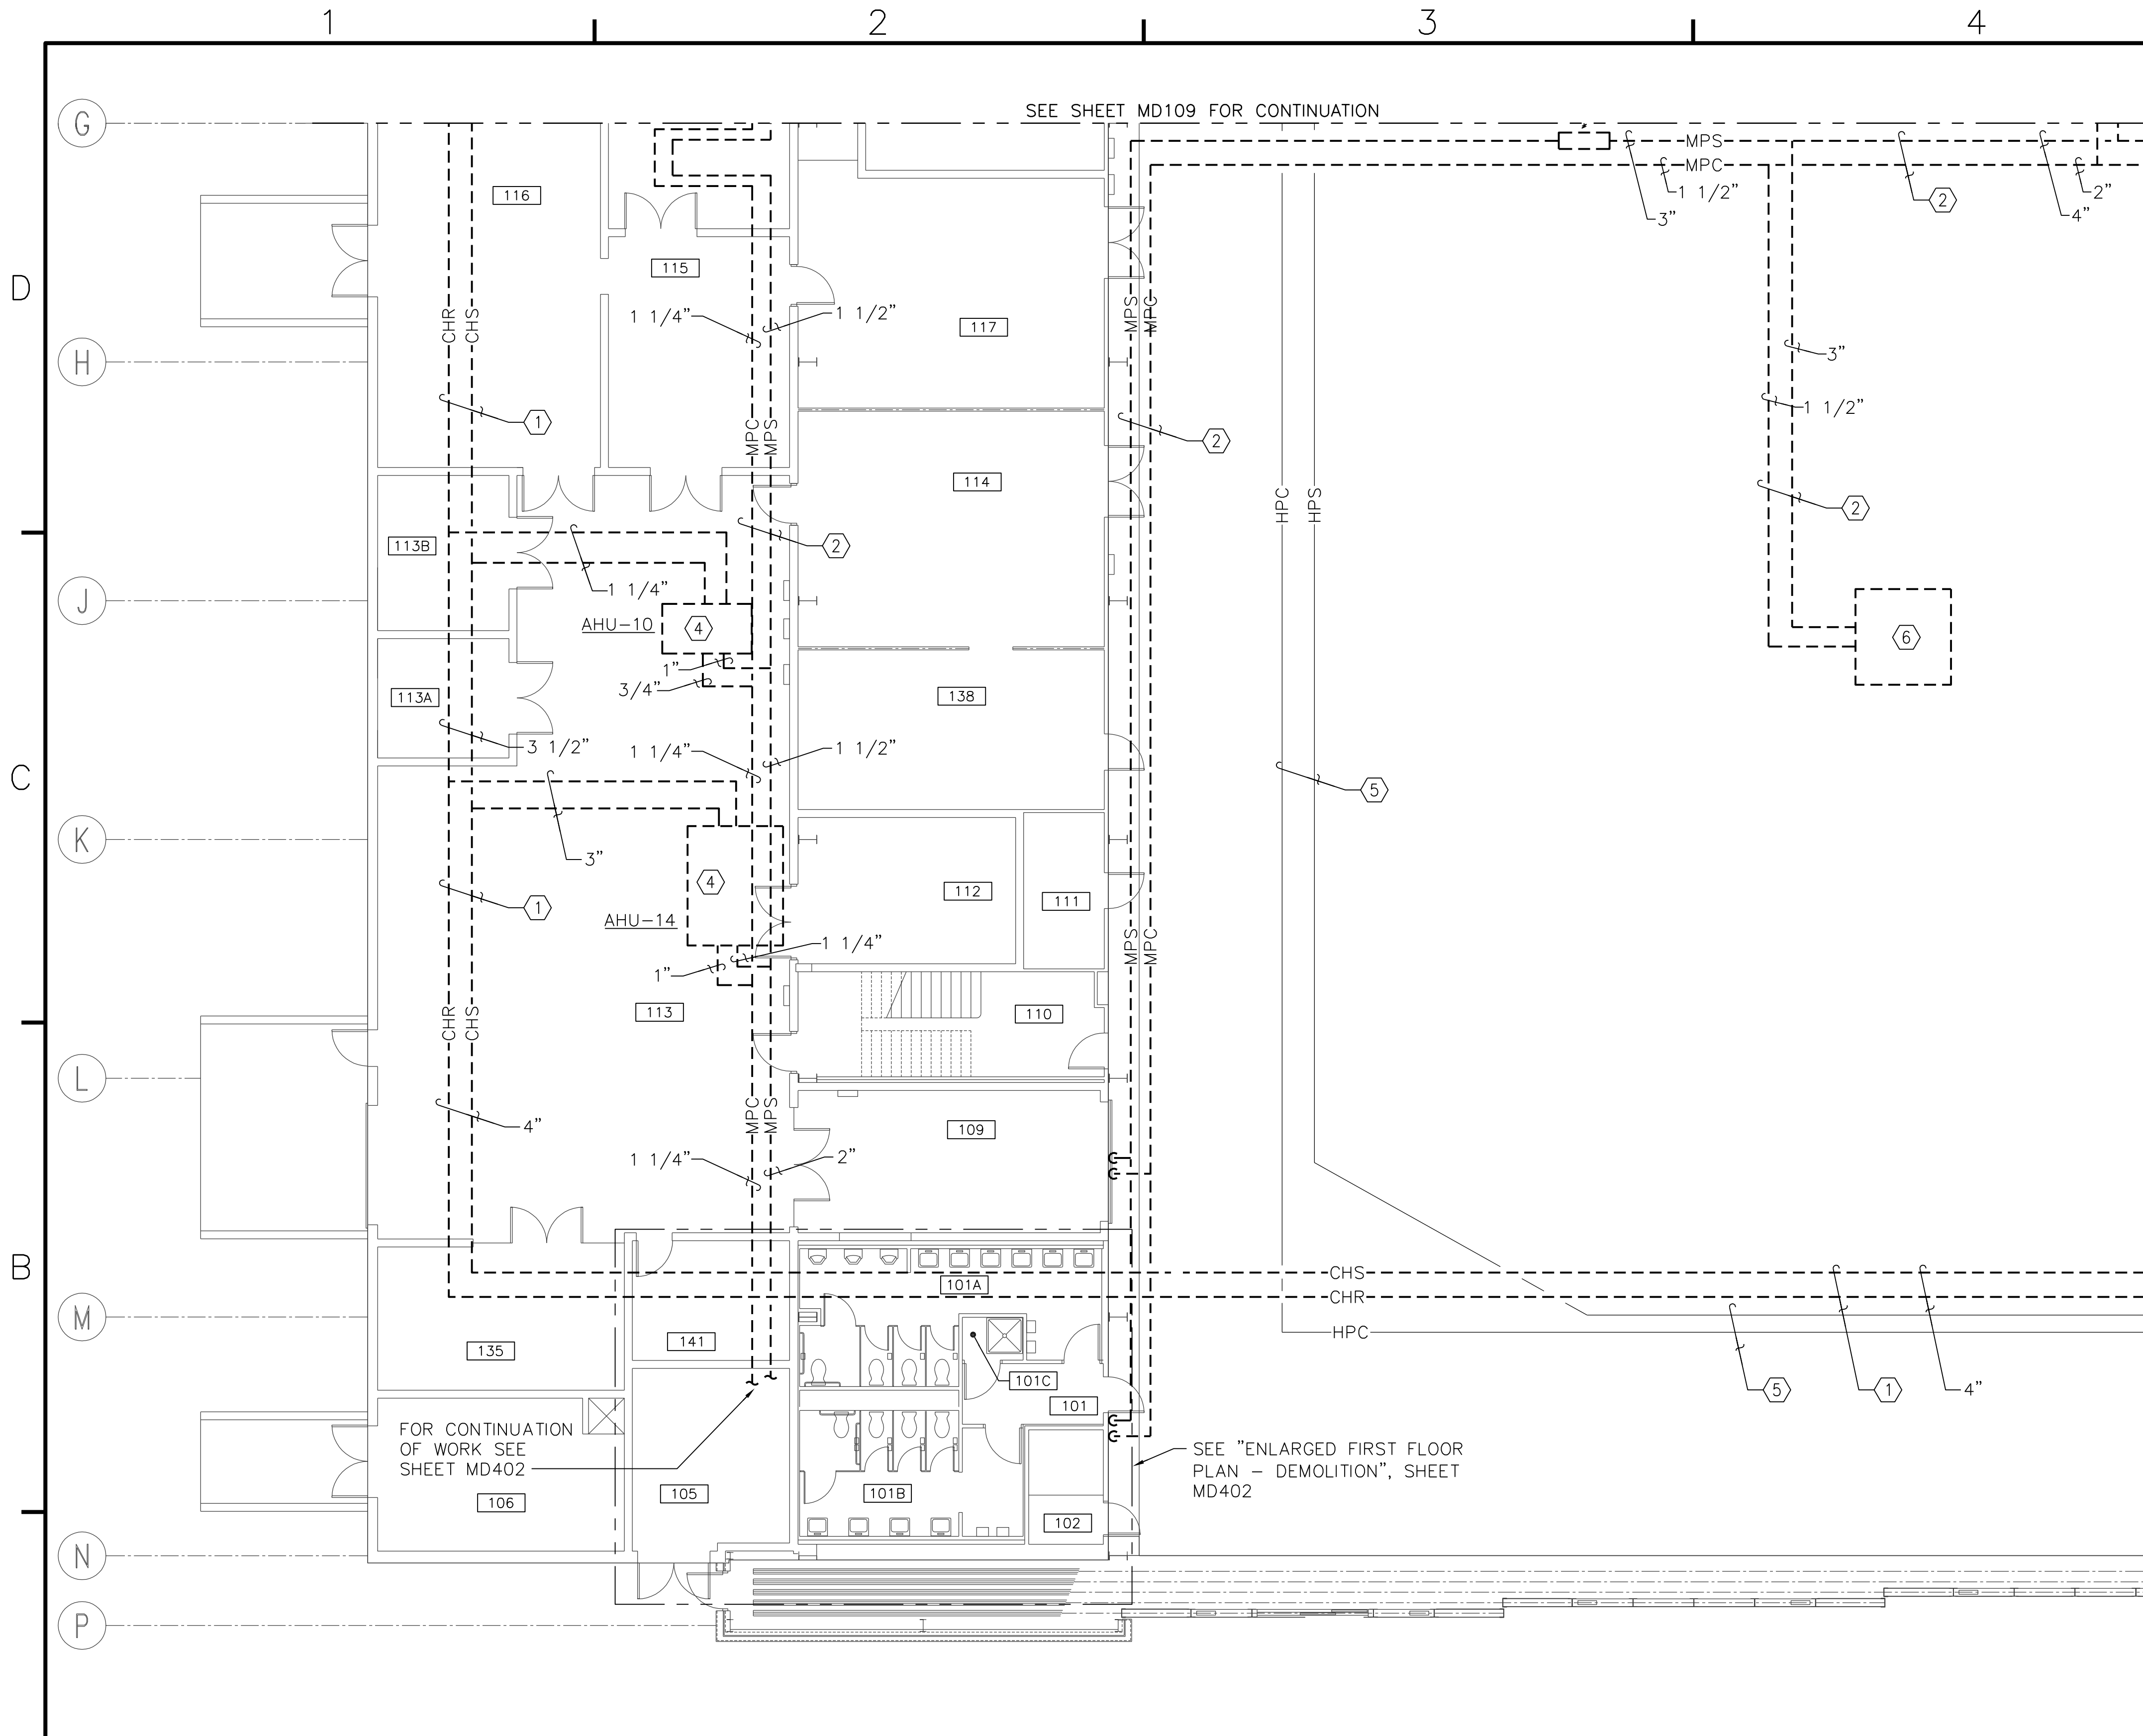 1
2
3
4
SEE SHEET MD109 FOR CONTINUATION
G
MPS
MPC
116
1 1/2"
2"
2
3"
4"
115
D
CHR
CHS
1 1/4"
1 1/2"
117
MPS
MPC
H
3"
1 1/2"
1
MPC
MPS
2
114
HPC
HPS
2
113B
2
1 1/4"
J
AHU-10
4
6
1"
3/4"
113A
138
3 1/2"
1 1/4"
1 1/2"
C
5
K
3"
4
112
111
1
AHU-14
1 1/4"
MPS
MPC
1"
113
110
CHR
CHS
L
MPC
MPS
4"
109
1 1/4"
2"
B
CHS
101A
CHR
M
HPC
141
135
101C
5
1
4"
101
FOR CONTINUATION
OF WORK SEE
SHEET MD402
SEE "ENLARGED FIRST FLOOR
PLAN - DEMOLITION", SHEET
MD402
106
105
101B
102
N
P